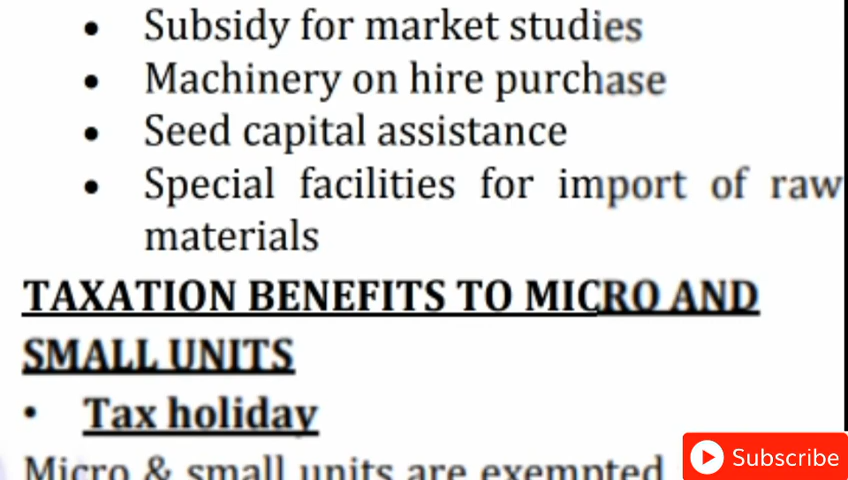 • Subsidy for market studies
• Machinery on hire purchase
• Seed capital assistance
• Special facilities for import of raw
materials
TAXATION BENEFITS TO MICRO AND
SMALL UNITS
• Tax holiday
Micro & small units are exempted
Subscribe